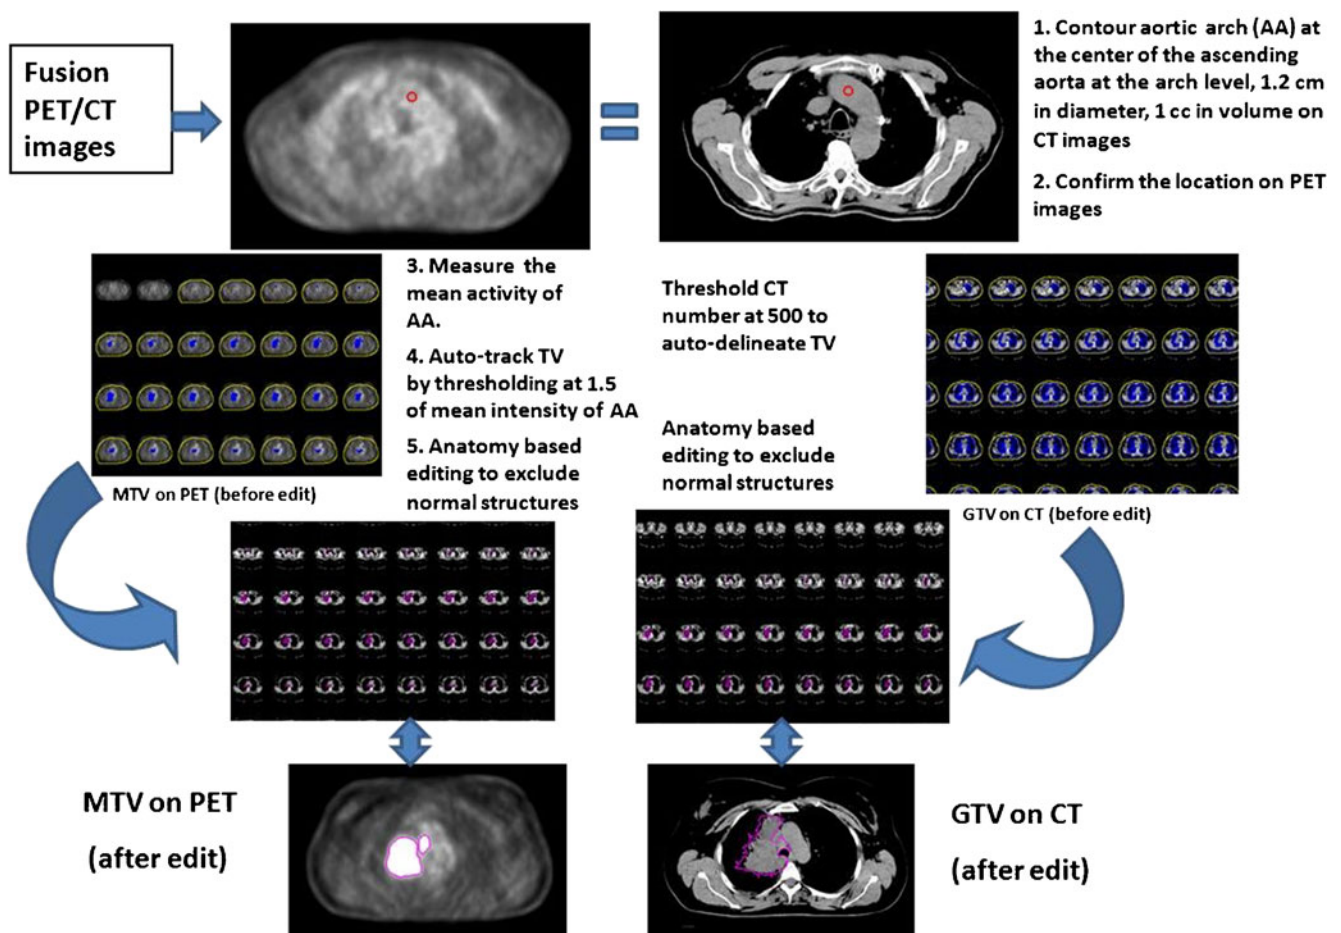 Fusion
PET/CT
images
1. Contour aortic arch (AA) at
the center of the ascending
aorta at the arch level, 1.2 cm
in diameter, 1 cc in volume on
CT images
2. Confirm the location on PET
images
3. Measure the
mean activity of
AA.
4. Auto-track TV
by thresholding at 1.5
of mean intensity of AA
5. Anatomy based
editing to exclude
normal structures
Threshold CT
number at 500 to
auto-delineate TV
Anatomy based
editing to exclude
normal structures
MTV on PET (before edit)
GTV on CT (before edit)
MTV on PET
(after edit)
GTV on CT
(after edit)